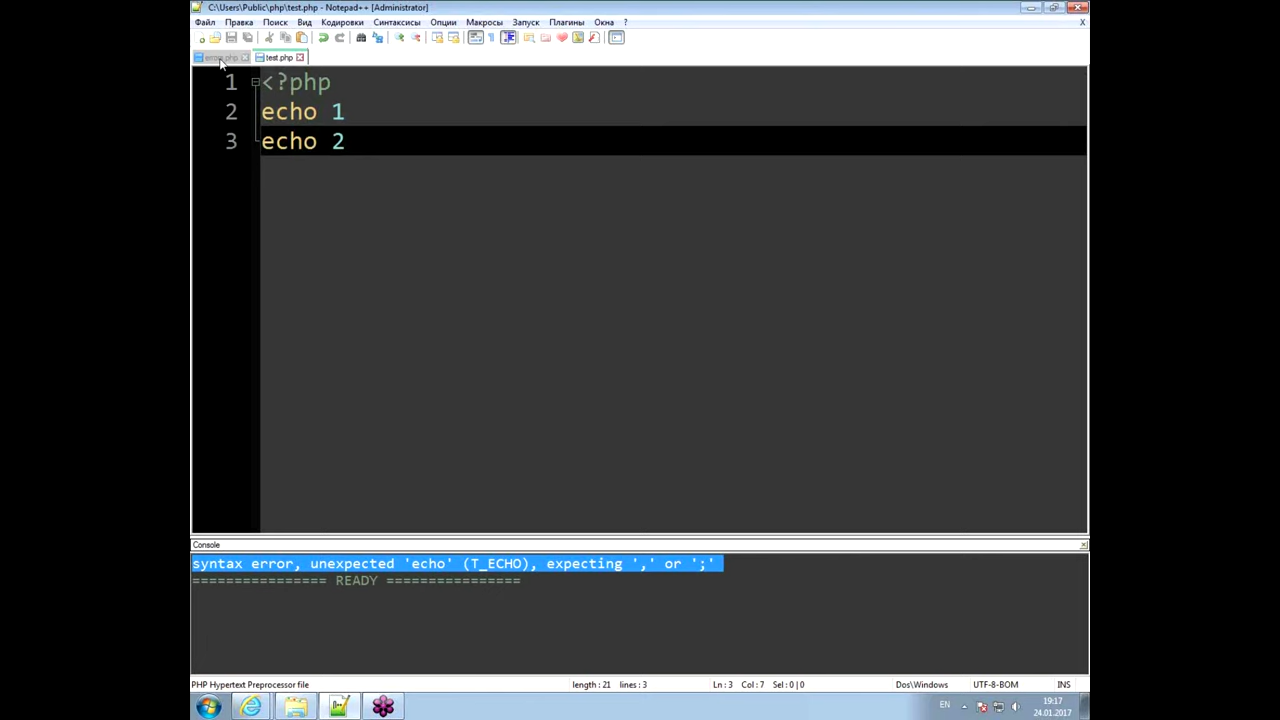 C:\Users\Public\php\test.php - Notepad++ [Administrator]
Файл Правка Поиск Вид Кодировки Синтаксисы Опции Макросы Запуск Плагины Окна ? X
error.php test.php
1 <?php
2 echo 1
3 echo 2
Console
syntax error, unexpected 'echo' (T_ECHO), expecting ',' or ';'
================ READY ================
PHP Hypertext Preprocessor file length: 21 lines: 3 Ln: 3 Col: 7 Sel: 0 | 0 Dos\Windows UTF-8-BOM INS
EN 19:17
24.01.2017